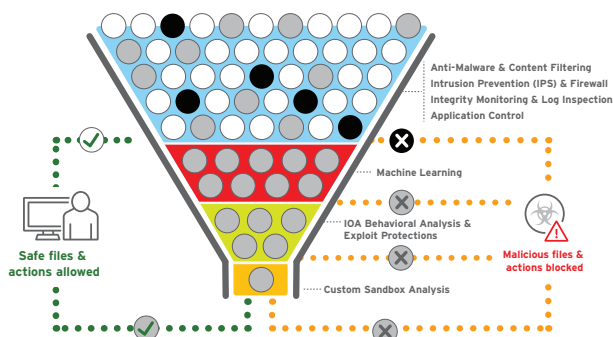 Anti-Malware & Content Filtering
Intrusion Prevention (IPS) & Firewall
Integrity Monitoring & Log Inspection
Application Control
Machine Learning
IOA Behavioral Analysis &
Exploit Protections
Custom Sandbox Analysis
Safe files &
actions allowed
Malicious files &
actions blocked